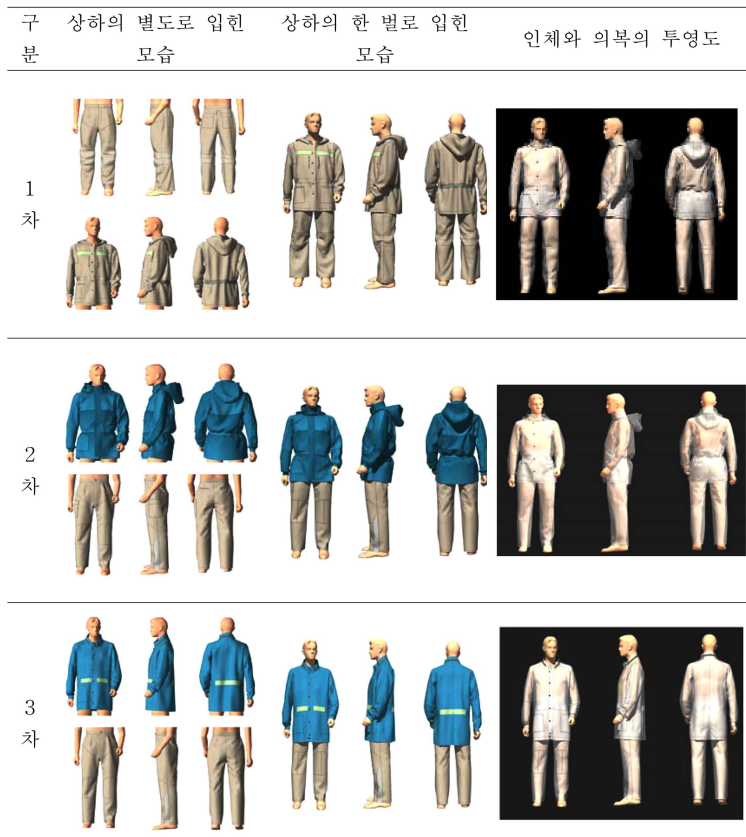 구
분
상하의 별도로 입힌
모습
상하의 한 벌로 입힌
모습
인체와 의복의 투영도
1
차
2
차
3
차